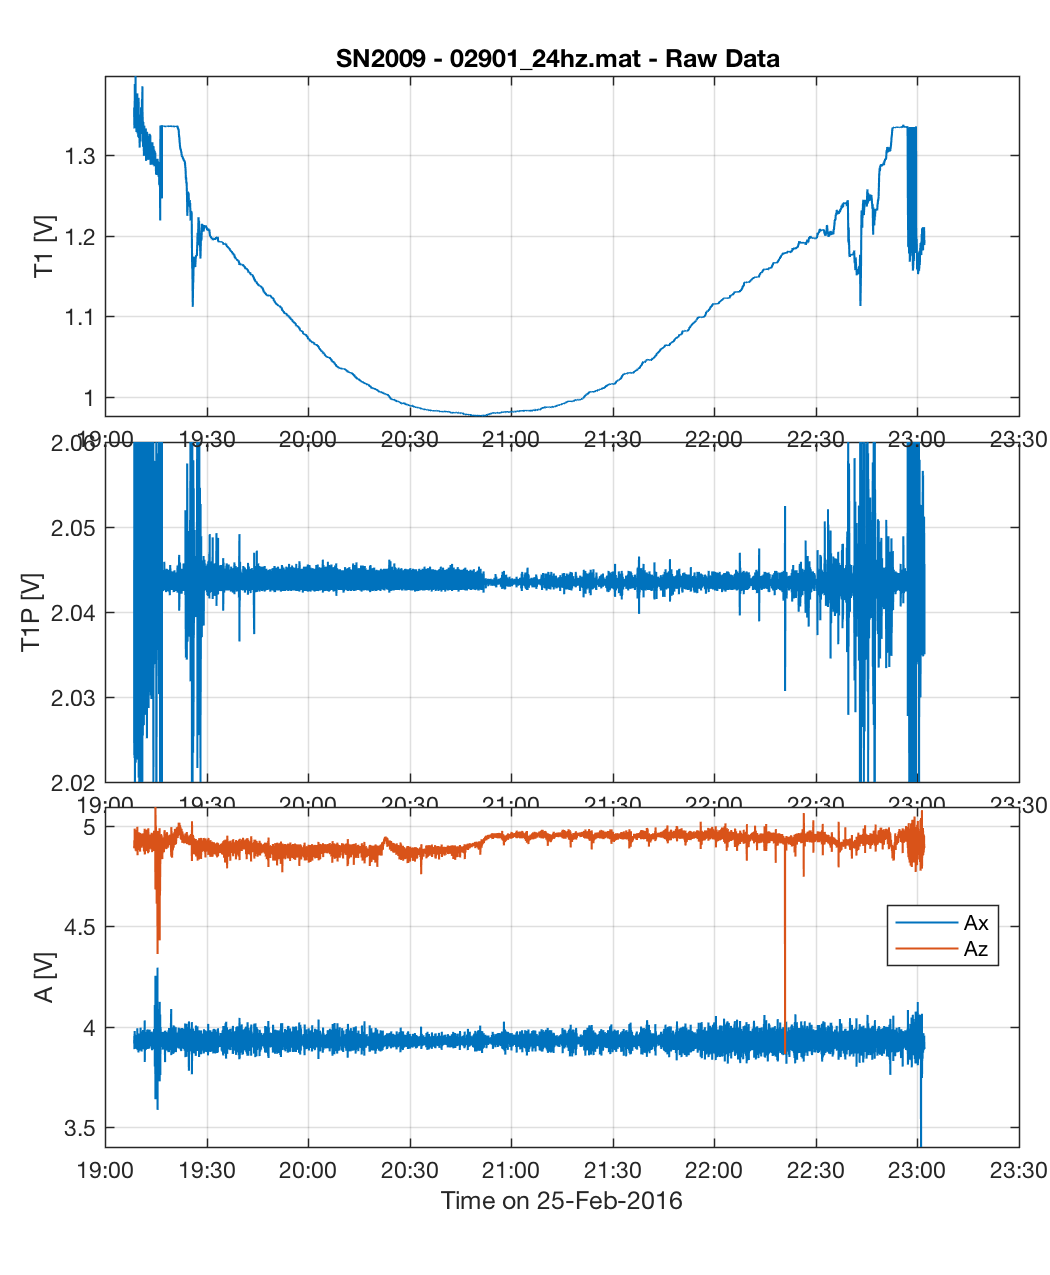 SN2009 - 02901_24hz.mat - Raw Data
T1 [V]
1.3
1.2
1.1
1
19:00 19:30 20:00 20:30 21:00 21:30 22:00 22:30 23:00 23:30
T1P [V]
2.06
2.05
2.04
2.03
2.02
19:00 19:30 20:00 20:30 21:00 21:30 22:00 22:30 23:00 23:30
A [V]
5
4.5
4
3.5
Ax
Az
19:00 19:30 20:00 20:30 21:00 21:30 22:00 22:30 23:00 23:30
Time on 25-Feb-2016